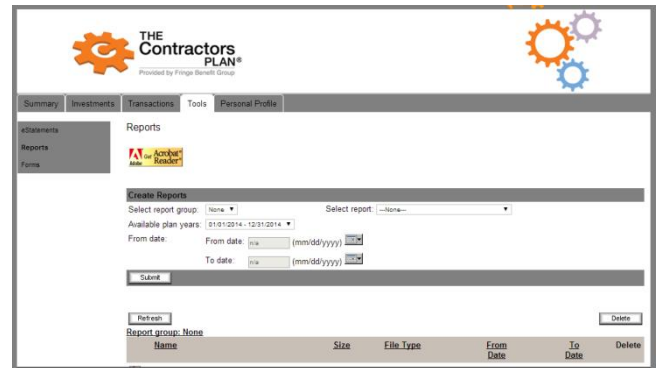 THE
Contractors
PLAN®
Provided by Fringe Benefit Group
Summary Investments Transactions Tools Personal Profile
eStatements
Reports
Forms
Reports
Adobe Get Acrobat® Reader®
Create Reports
Select report group: None Select report: --None--
Available plan years: 01/01/2014 - 12/31/2014
From date: From date: n/a (mm/dd/yyyy)
To date: n/a (mm/dd/yyyy)
Submit
Refresh Delete
Report group: None
Name Size File Type From Date To Date Delete